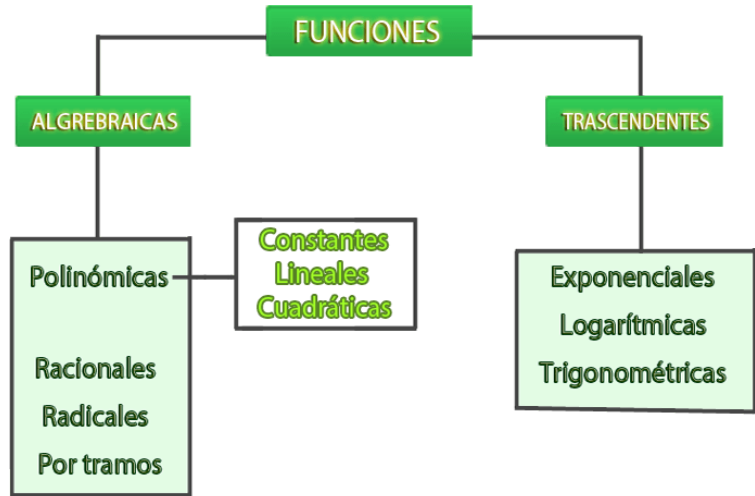 FUNCIONES
ALGREBRAICAS
TRASCENDENTES
Polinómicas
Constantes
Lineales
Cuadráticas
Racionales
Radicales
Por tramos
Exponenciales
Logarítmicas
Trigonométricas